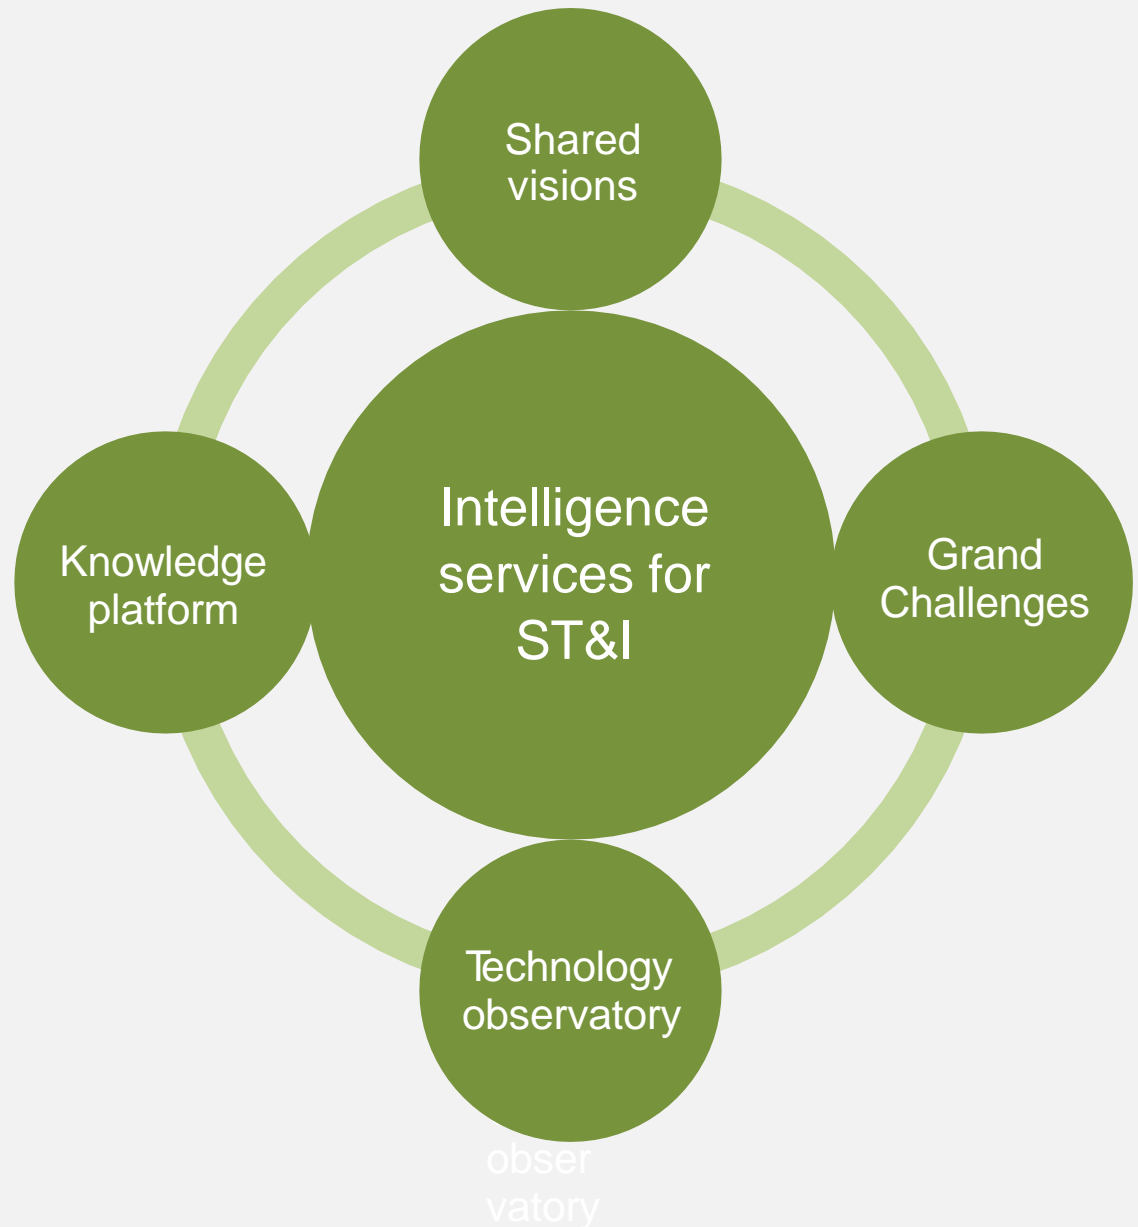 Shared
visions
Intelligence
services for
ST&I
Knowledge
platform
Grand
Challenges
Technology
observatory
obser
vatory